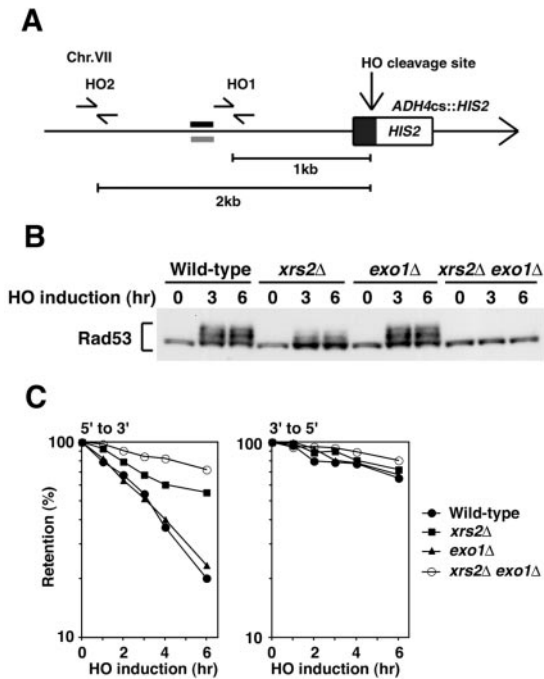 A
Chr.VII
HO cleavage site
HO2 HO1
ADH4cs::HIS2
HIS2
1kb
2kb
B
Wild-type xrs2Δ exo1Δ xrs2Δ exo1Δ
HO induction (hr) 0 3 6 0 3 6 0 3 6 0 3 6
Rad53
C
5' to 3' 3' to 5'
100 100
Retention (%)
10 10
0 2 4 6 0 2 4 6
HO induction (hr) HO induction (hr)
Wild-type
xrs2Δ
exo1Δ
xrs2Δ exo1Δ